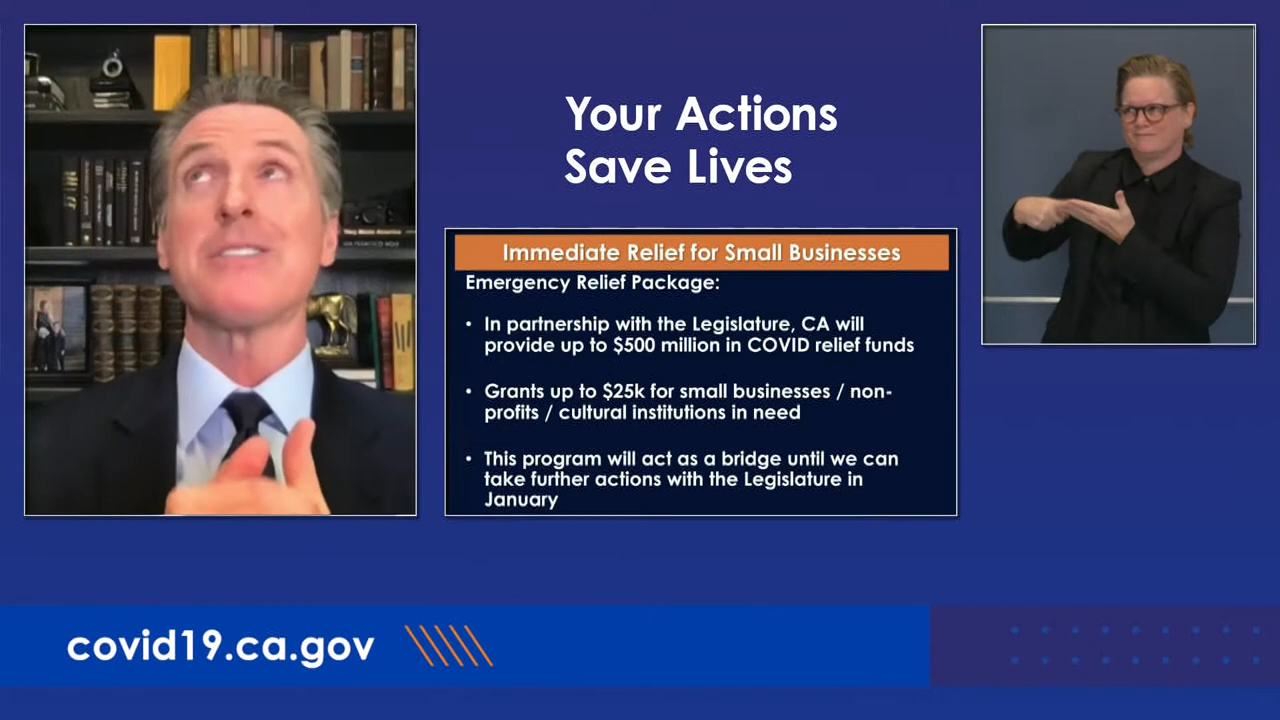 Your Actions
Save Lives
Immediate Relief for Small Businesses
Emergency Relief Package:
• In partnership with the Legislature, CA will
provide up to $500 million in COVID relief funds
• Grants up to $25k for small businesses / non-
profits / cultural institutions in need
• This program will act as a bridge until we can
take further actions with the Legislature in
January
covid19.ca.gov